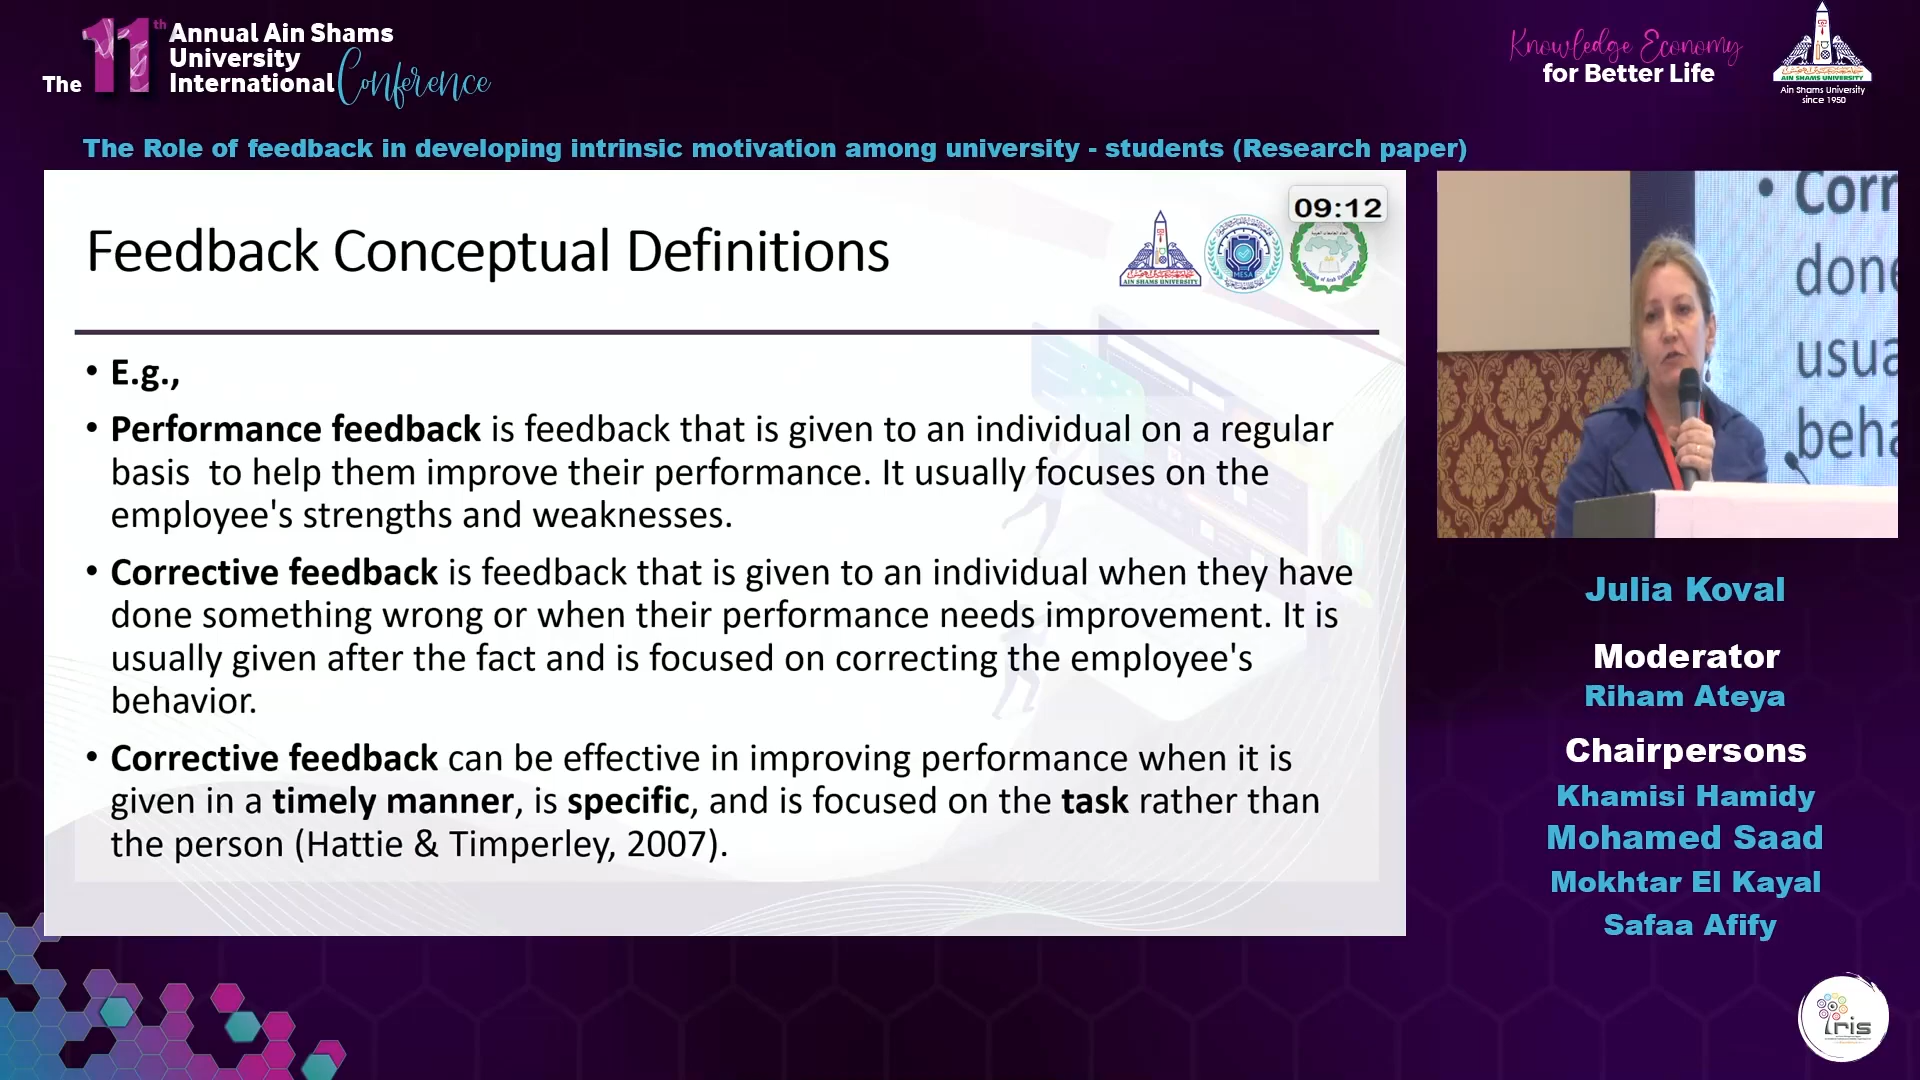 The 11th Annual Ain Shams
University
International Conference
Knowledge Economy
for Better Life
AIN SHAMS UNIVERSITY
Ain Shams University
since 1950
The Role of feedback in developing intrinsic motivation among university - students (Research paper)
09:12
Feedback Conceptual Definitions
AIN SHAMS UNIVERSITY
MESA
• E.g.,
• Performance feedback is feedback that is given to an individual on a regular
basis  to help them improve their performance. It usually focuses on the
employee's strengths and weaknesses.
• Corrective feedback is feedback that is given to an individual when they have
done something wrong or when their performance needs improvement. It is
usually given after the fact and is focused on correcting the employee's
behavior.
• Corrective feedback can be effective in improving performance when it is
given in a timely manner, is specific, and is focused on the task rather than
the person (Hattie & Timperley, 2007).
• Corr
done
usua
beha
Julia Koval
Moderator
Riham Ateya
Chairpersons
Khamisi Hamidy
Mohamed Saad
Mokhtar El Kayal
Safaa Afify
Iris